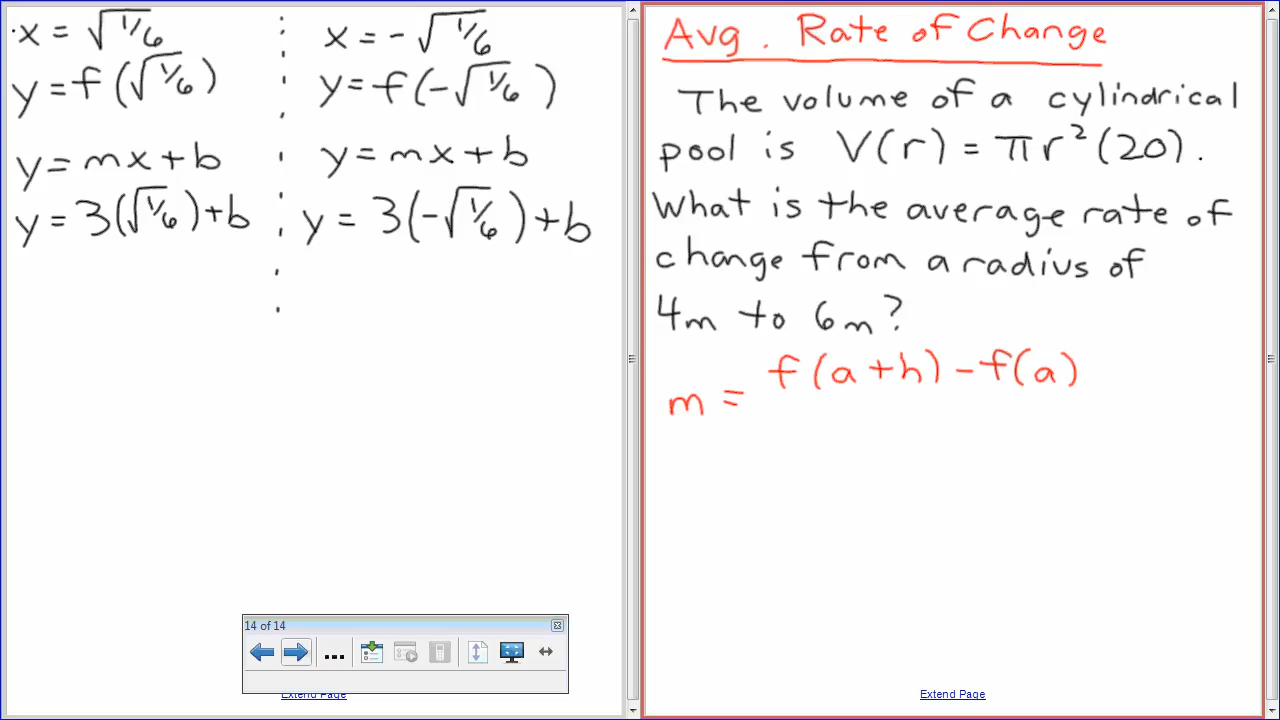 x = √1/6
y = f(√1/6)
y = mx + b
y = 3(√1/6) + b
x = -√1/6
y = f(-√1/6)
y = mx + b
y = 3(-√1/6) + b
14 of 14
...
Extend Page
Avg. Rate of Change
The volume of a cylindrical
pool is V(r) = πr²(20).
What is the average rate of
change from a radius of
4m to 6m?
f(a+h) - f(a)
m =
Extend Page